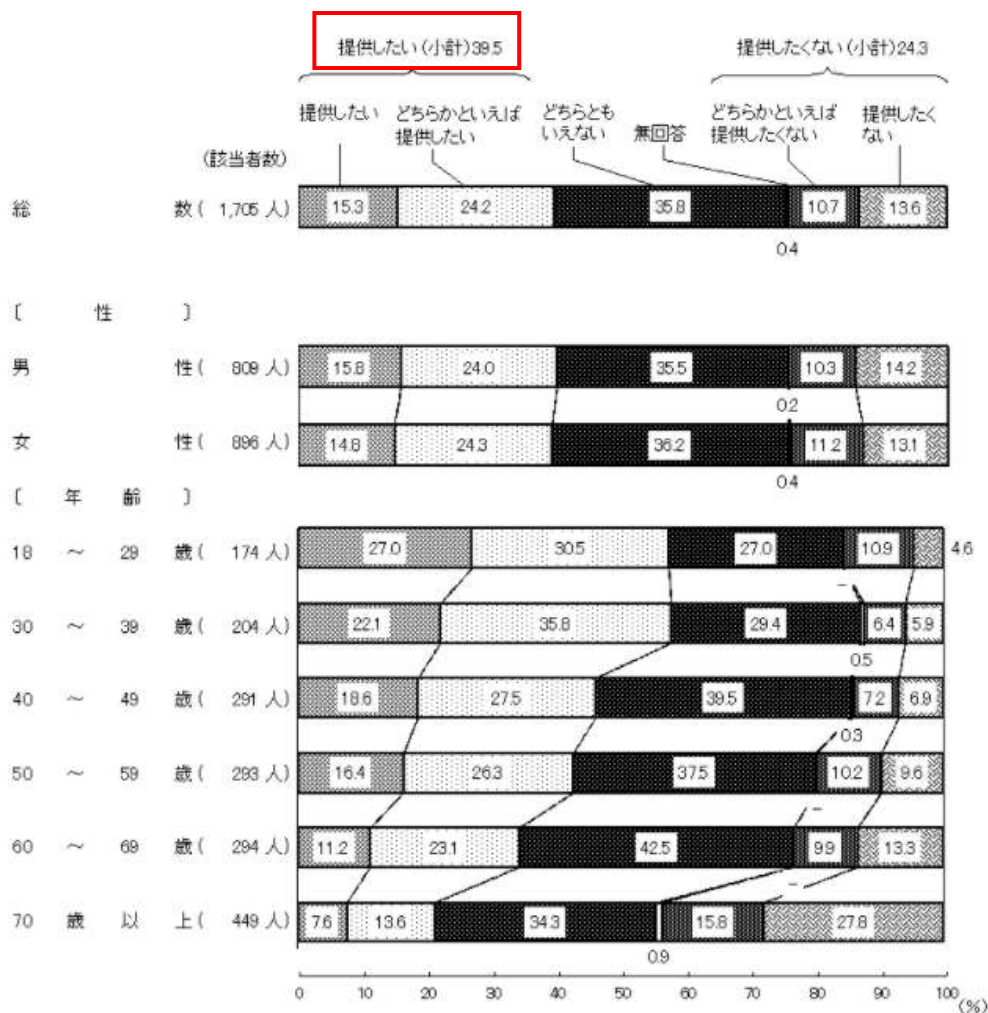 提供したい(小計)39.5 提供したくない(小計)24.3
提供したい どちらかといえば どちらとも 無回答 どちらかといえば 提供したく
提供したい いえない 提供したくない ない
(該当者数)
総 数( 1,705 人) 15.3 24.2 35.8 10.7 13.6
0.4
〔 性 〕
男 性( 809 人) 15.8 24.0 35.5 10.3 14.2
0.2
女 性( 896 人) 14.8 24.3 36.2 11.2 13.1
0.4
〔 年 齢 〕
18 ～ 29 歳( 174 人) 27.0 30.5 27.0 10.9 4.6
－
30 ～ 39 歳( 204 人) 22.1 35.8 29.4 6.4 5.9
0.5
40 ～ 49 歳( 291 人) 18.6 27.5 39.5 7.2 6.9
0.3
50 ～ 59 歳( 293 人) 16.4 26.3 37.5 10.2 9.6
－
60 ～ 69 歳( 294 人) 11.2 23.1 42.5 9.9 13.3
－
70 歳 以 上( 449 人) 7.6 13.6 34.3 15.8 27.8
0.9
0 10 20 30 40 50 60 70 80 90 100
(%)